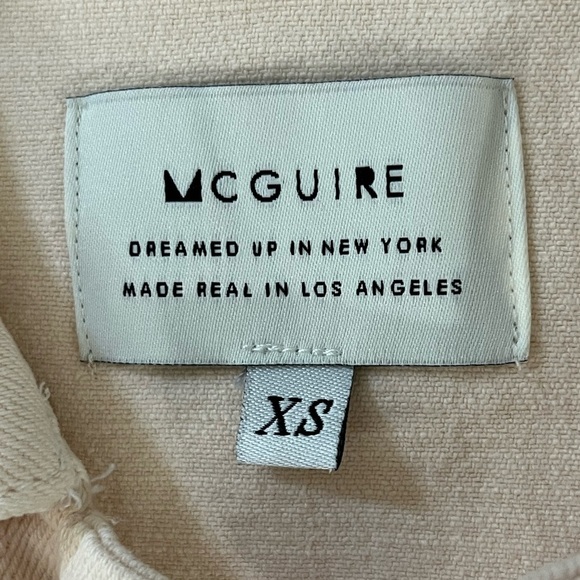 MCGUIRE
DREAMED UP IN NEW YORK
MADE REAL IN LOS ANGELES
XS